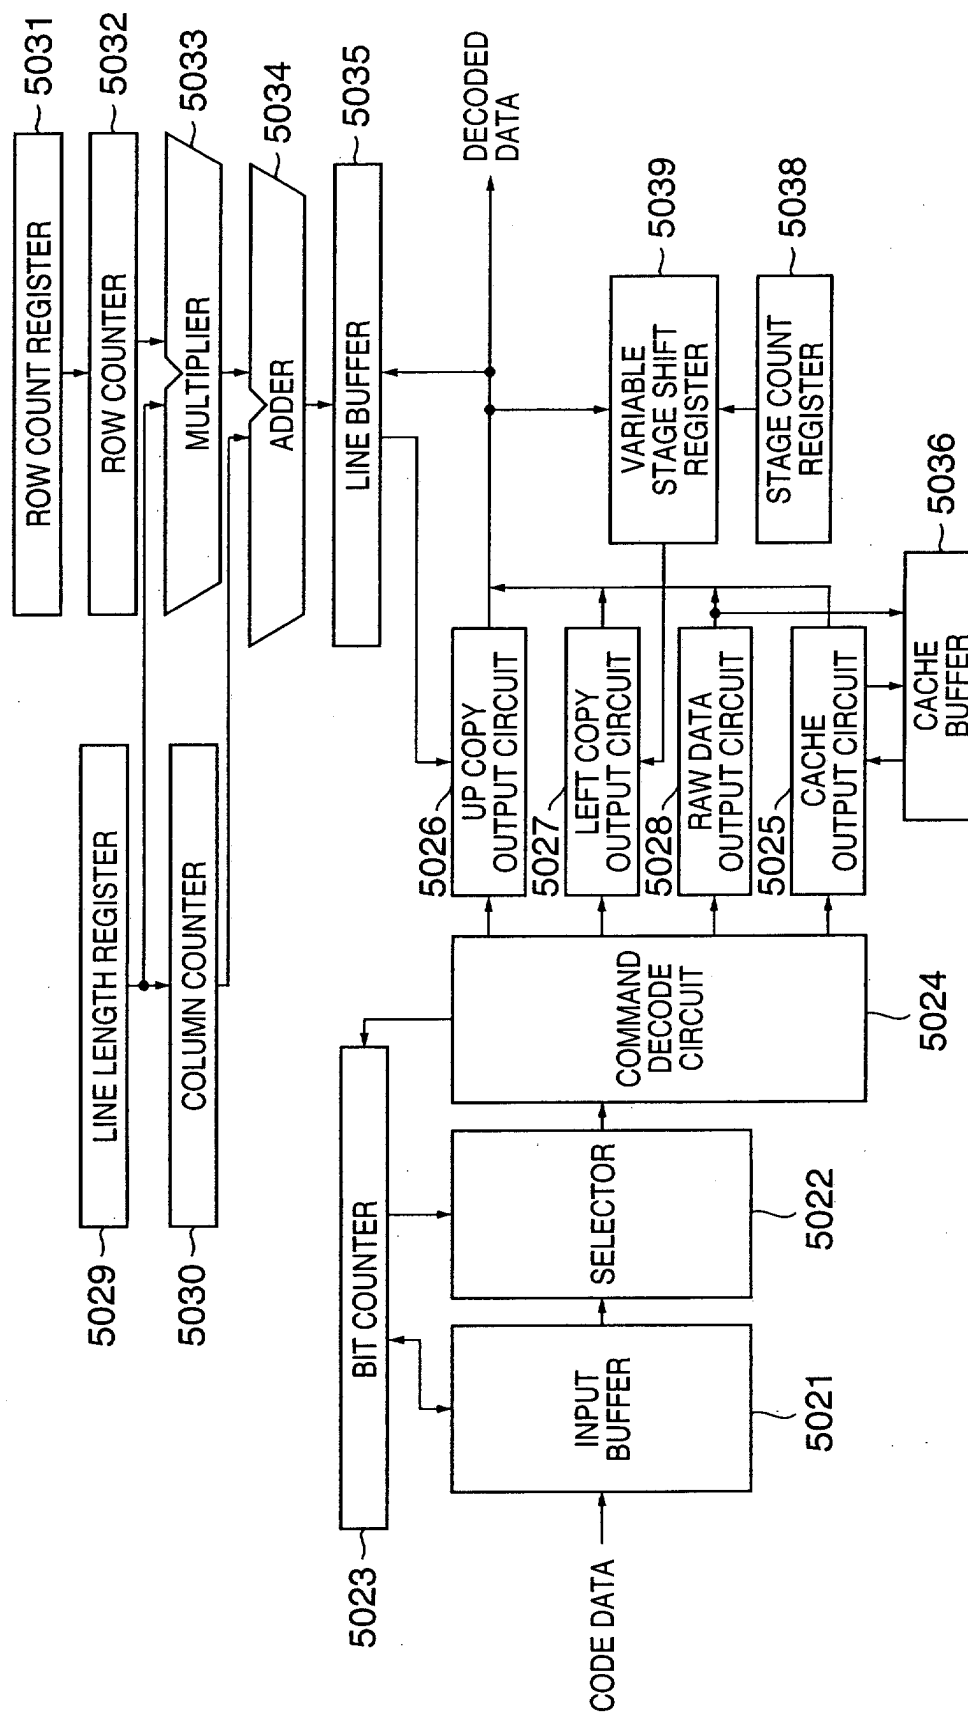 ROW COUNT REGISTER
5031
ROW COUNTER
5032
5033
MULTIPLIER
5034
ADDER
5035
LINE BUFFER
5029
LINE LENGTH REGISTER
5030
COLUMN COUNTER
5023
BIT COUNTER
CODE DATA
INPUT
BUFFER
5021
SELECTOR
5022
COMMAND
DECODE
CIRCUIT
5024
5026
UP COPY
OUTPUT CIRCUIT
5027
LEFT COPY
OUTPUT CIRCUIT
5028
RAW DATA
OUTPUT CIRCUIT
5025
CACHE
OUTPUT CIRCUIT
DECODED
DATA
VARIABLE
STAGE SHIFT
REGISTER
5039
STAGE COUNT
REGISTER
5038
CACHE
BUFFER
5036